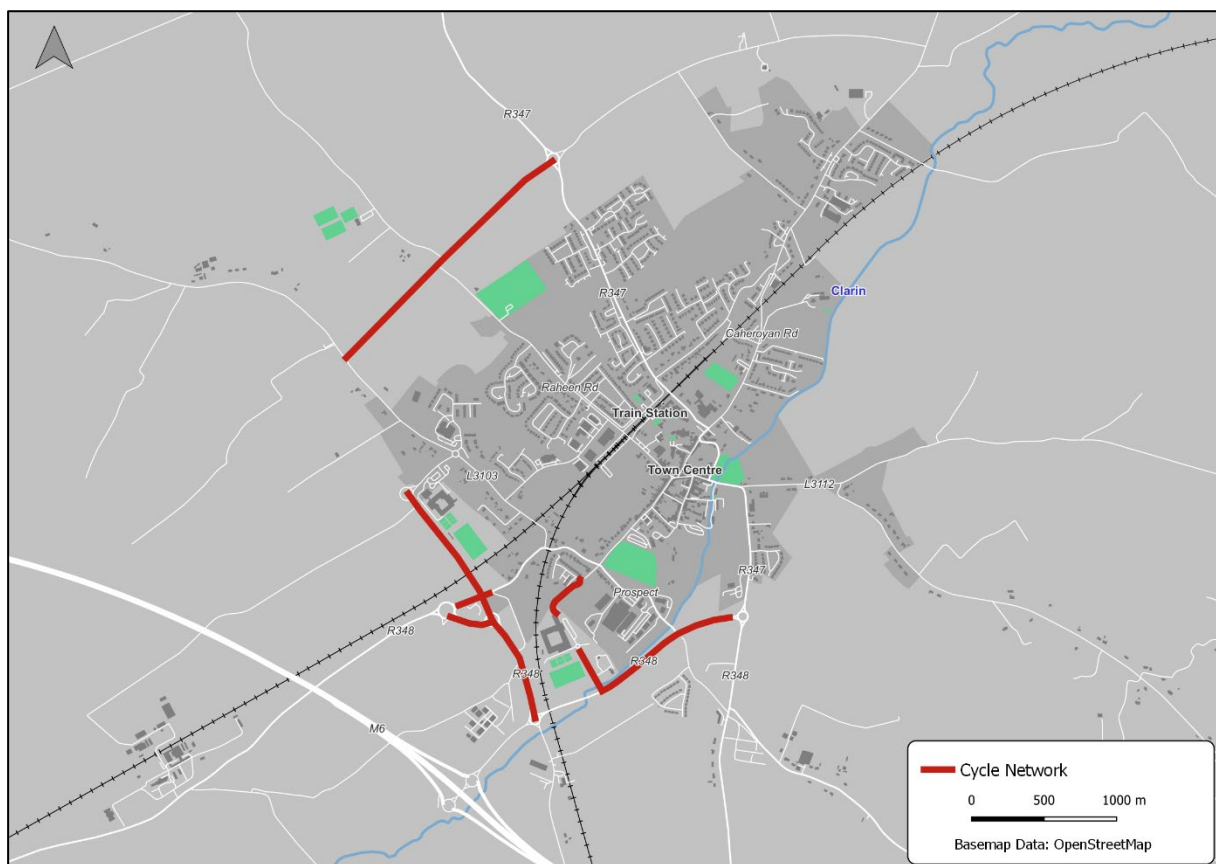 R347
Clarin
R347
Caheroyan Rd
Raheen Rd
Train Station
Town Centre
L3103
L3112
R347
Prospect
R348
R348
R348
R348
M6
Cycle Network
0 500 1000 m
Basemap Data: OpenStreetMap